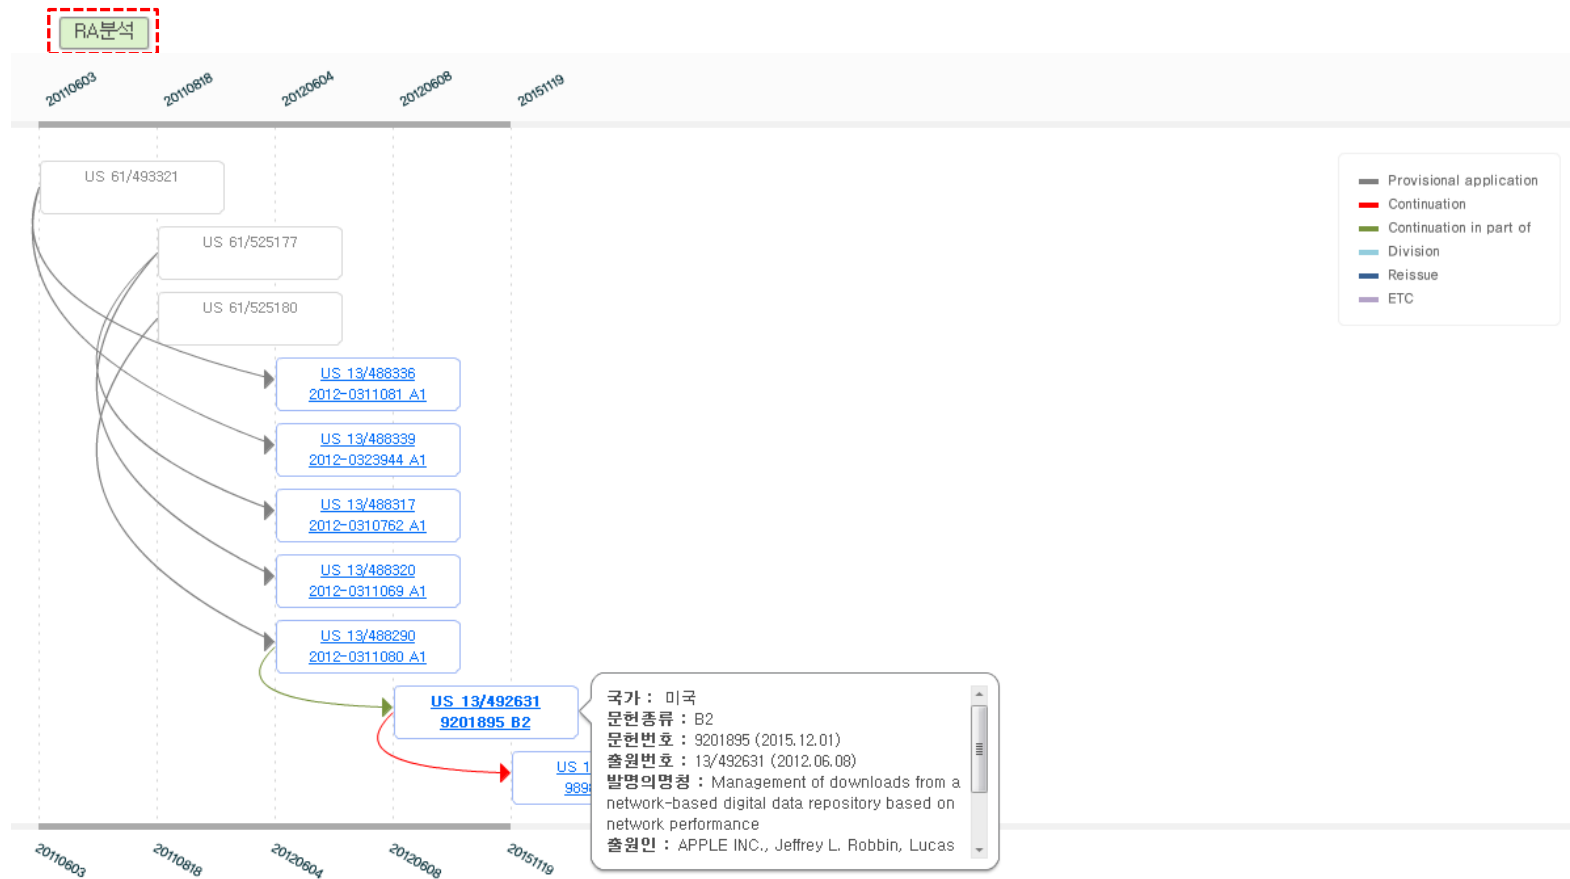 RA분석
20110603
20110818
20120604
20120608
20151119
US 61/493321
US 61/525177
US 61/525180
US 13/488336
2012-0311081 A1
US 13/488339
2012-0323944 A1
US 13/488317
2012-0310762 A1
US 13/488320
2012-0311069 A1
US 13/488290
2012-0311080 A1
US 13/492631
9201895 B2
US 1
989
국가 : 미국
문헌종류 : B2
문헌번호 : 9201895 (2015.12.01)
출원번호 : 13/492631 (2012.06.08)
발명의명칭 : Management of downloads from a
network-based digital data repository based on
network performance
출원인 : APPLE INC., Jeffrey L. Robbin, Lucas
Provisional application
Continuation
Continuation in part of
Division
Reissue
ETC
20110603
20110818
20120604
20120608
20151119